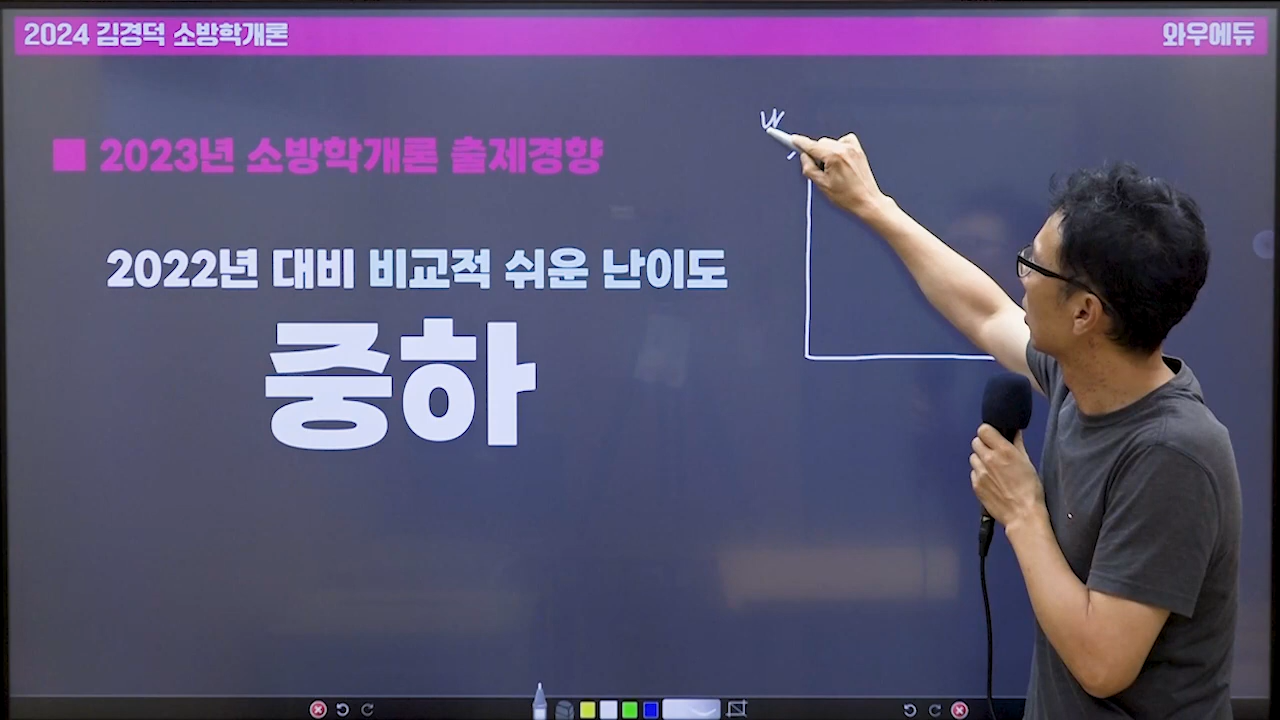 2024 김경덕 소방학개론
와우에듀
■ 2023년 소방학개론 출제경향
2022년 대비 비교적 쉬운 난이도
중하